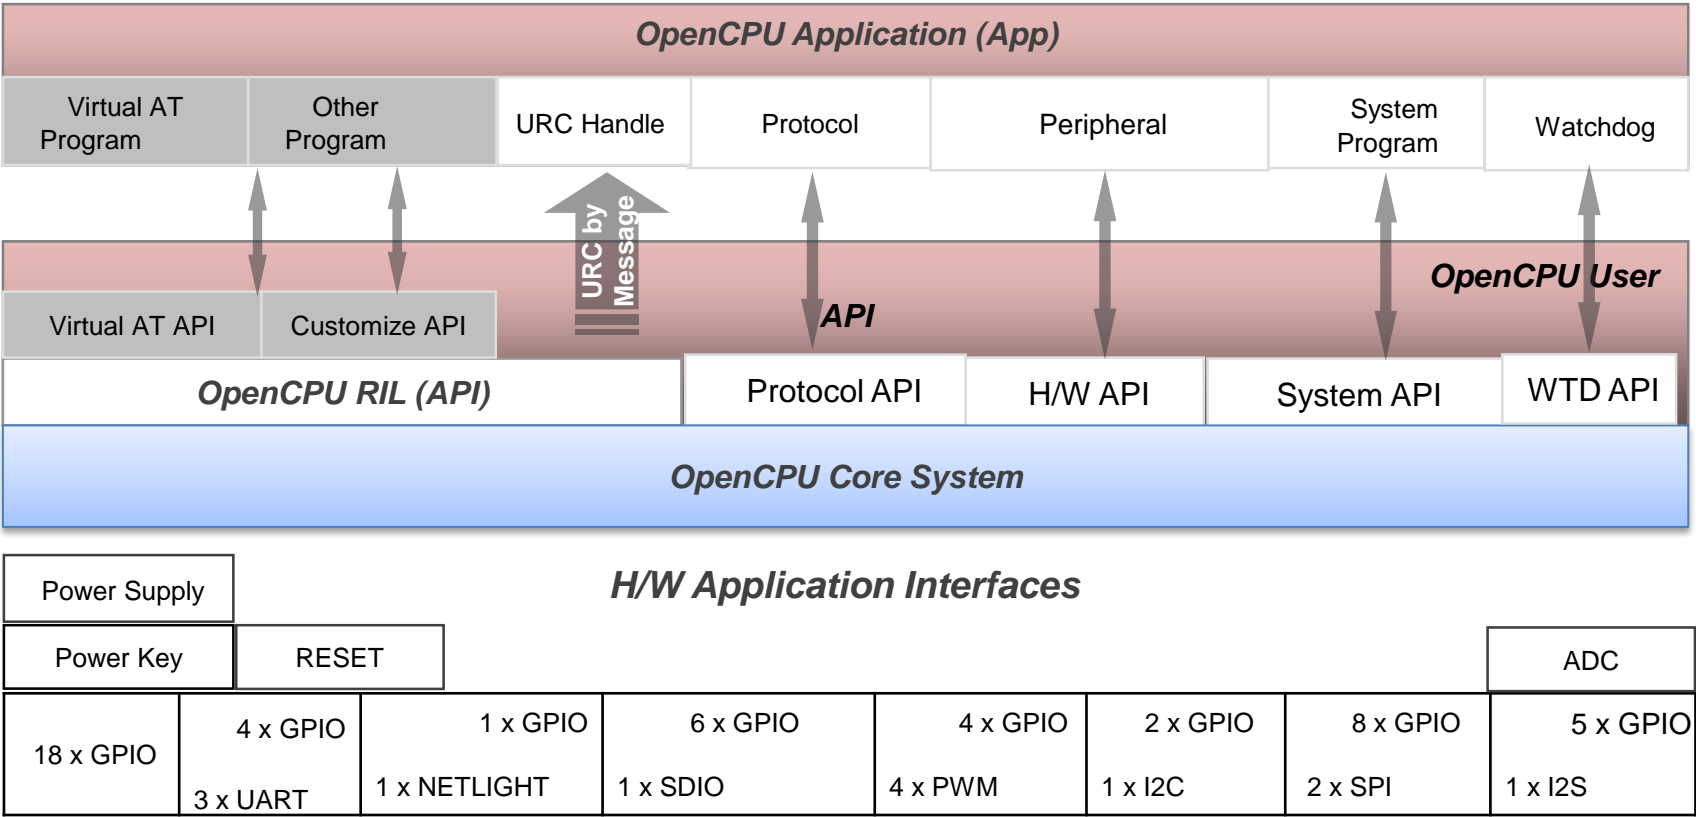 OpenCPU Application (App)
Virtual AT
Program
Other
Program
URC Handle
Protocol
Peripheral
System
Program
Watchdog
URC by
Message
OpenCPU User
API
Virtual AT API
Customize API
OpenCPU RIL (API)
Protocol API
H/W API
System API
WTD API
OpenCPU Core System
Power Supply
H/W Application Interfaces
Power Key
RESET
ADC
18 x GPIO
4 x GPIO
3 x UART
1 x GPIO
1 x NETLIGHT
6 x GPIO
1 x SDIO
4 x GPIO
4 x PWM
2 x GPIO
1 x I2C
8 x GPIO
2 x SPI
5 x GPIO
1 x I2S